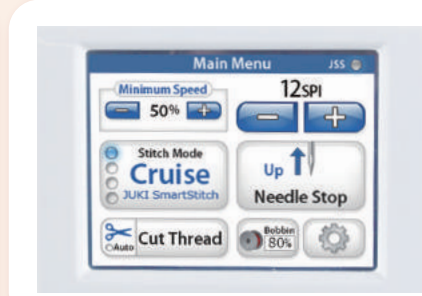 Main Menu
JSS
Minimum Speed
50%
12SPI
Stitch Mode
Cruise
JUKI SmartStitch
Up
Needle Stop
Auto
Cut Thread
Bobbin
80%